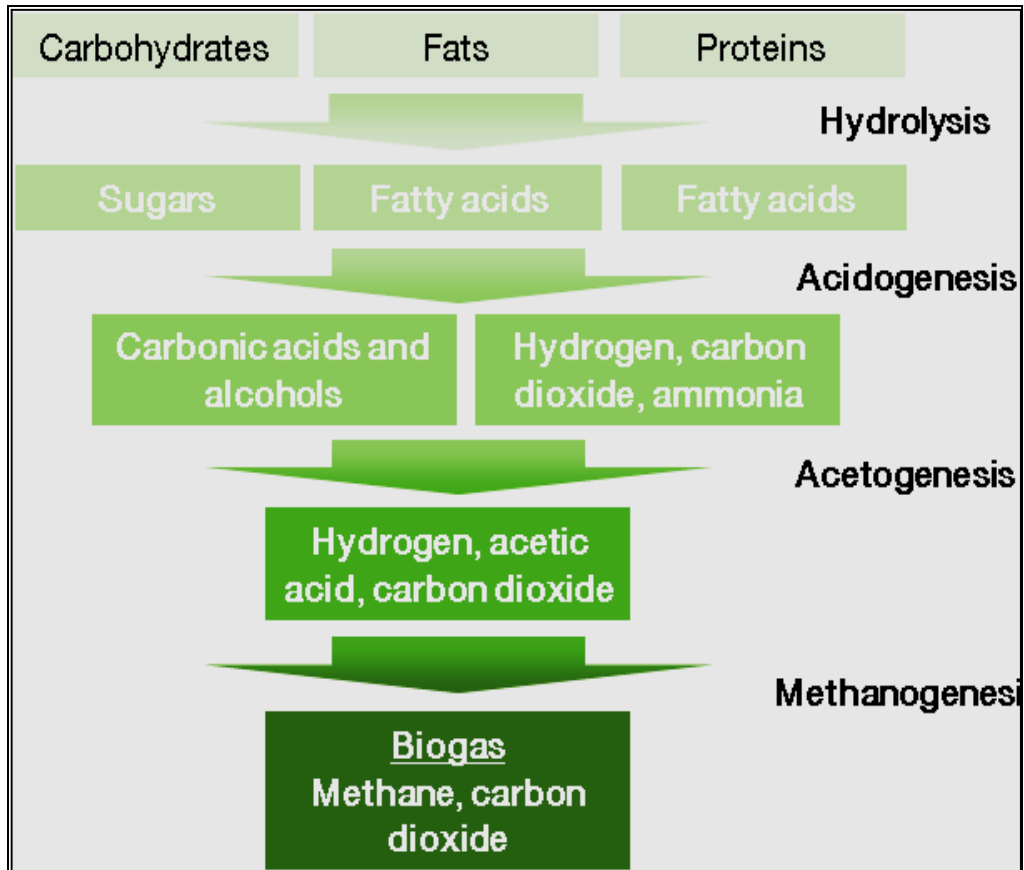 Carbohydrates
Fats
Proteins
Hydrolysis
Sugars
Fatty acids
Fatty acids
Acidogenesis
Carbonic acids and
alcohols
Hydrogen, carbon
dioxide, ammonia
Acetogenesis
Hydrogen, acetic
acid, carbon dioxide
Methanogenesi
Biogas
Methane, carbon
dioxide